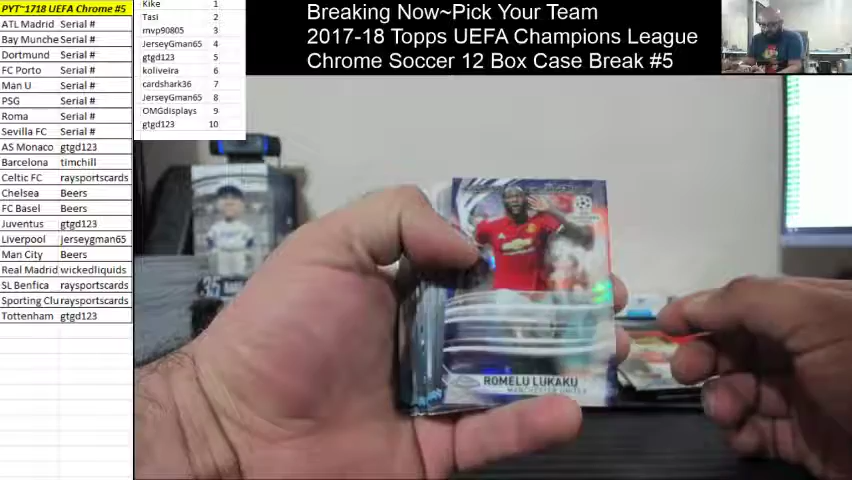 PYT~1718 UEFA Chrome #5
ATL Madrid Serial #
Bay Munche Serial #
Dortmund Serial #
FC Porto Serial #
Man U Serial #
PSG Serial #
Roma Serial #
Sevilla FC Serial #
AS Monaco gtgd123
Barcelona timchill
Celtic FC raysportscards
Chelsea Beers
FC Basel Beers
Juventus gtgd123
Liverpool jerseygman65
Man City Beers
Real Madrid wickedliquids
SL Benfica raysportscards
Sporting Clu raysportscards
Tottenham gtgd123
Kike 1
Tasi 2
mvp90805 3
JerseyGman65 4
gtgd123 5
koliveira 6
cardshark36 7
JerseyGman65 8
OMGdisplays 9
gtgd123 10
Breaking Now~Pick Your Team
2017-18 Topps UEFA Champions League
Chrome Soccer 12 Box Case Break #5
ROMELU LUKAKU
MANCHESTER UNITED
35